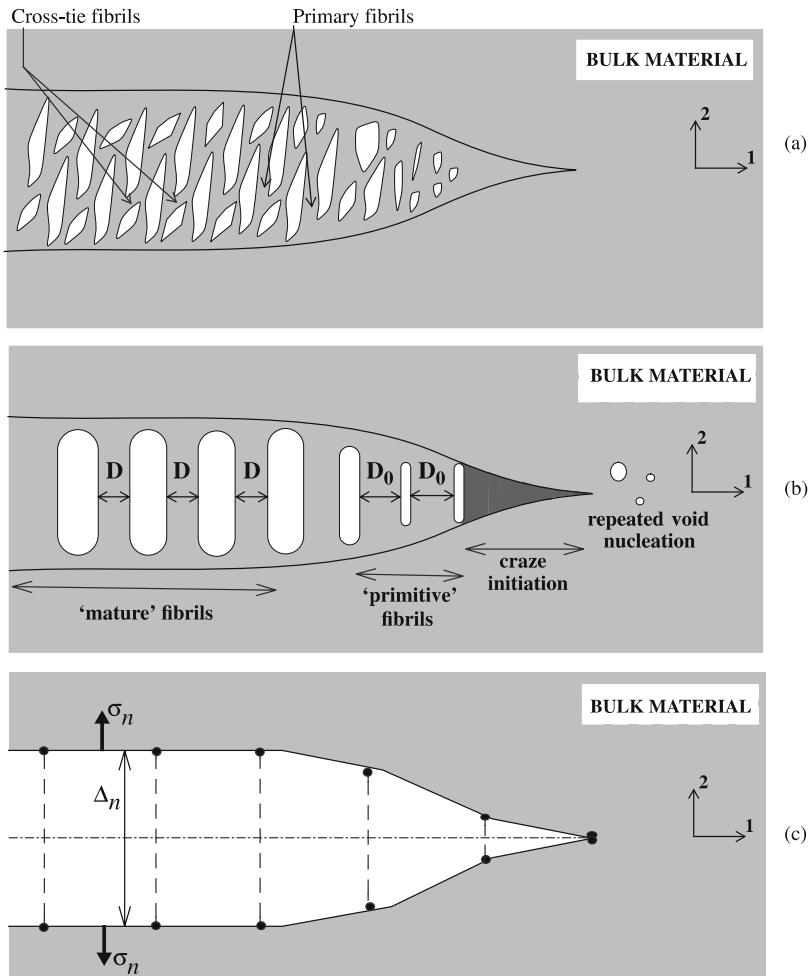 Cross-tie fibrils
Primary fibrils
BULK MATERIAL
2
1
(a)
BULK MATERIAL
D
D
D
D₀
D₀
2
1
(b)
repeated void
nucleation
craze
initiation
'mature' fibrils
'primitive'
fibrils
BULK MATERIAL
σₙ
Δₙ
2
1
(c)
σₙ